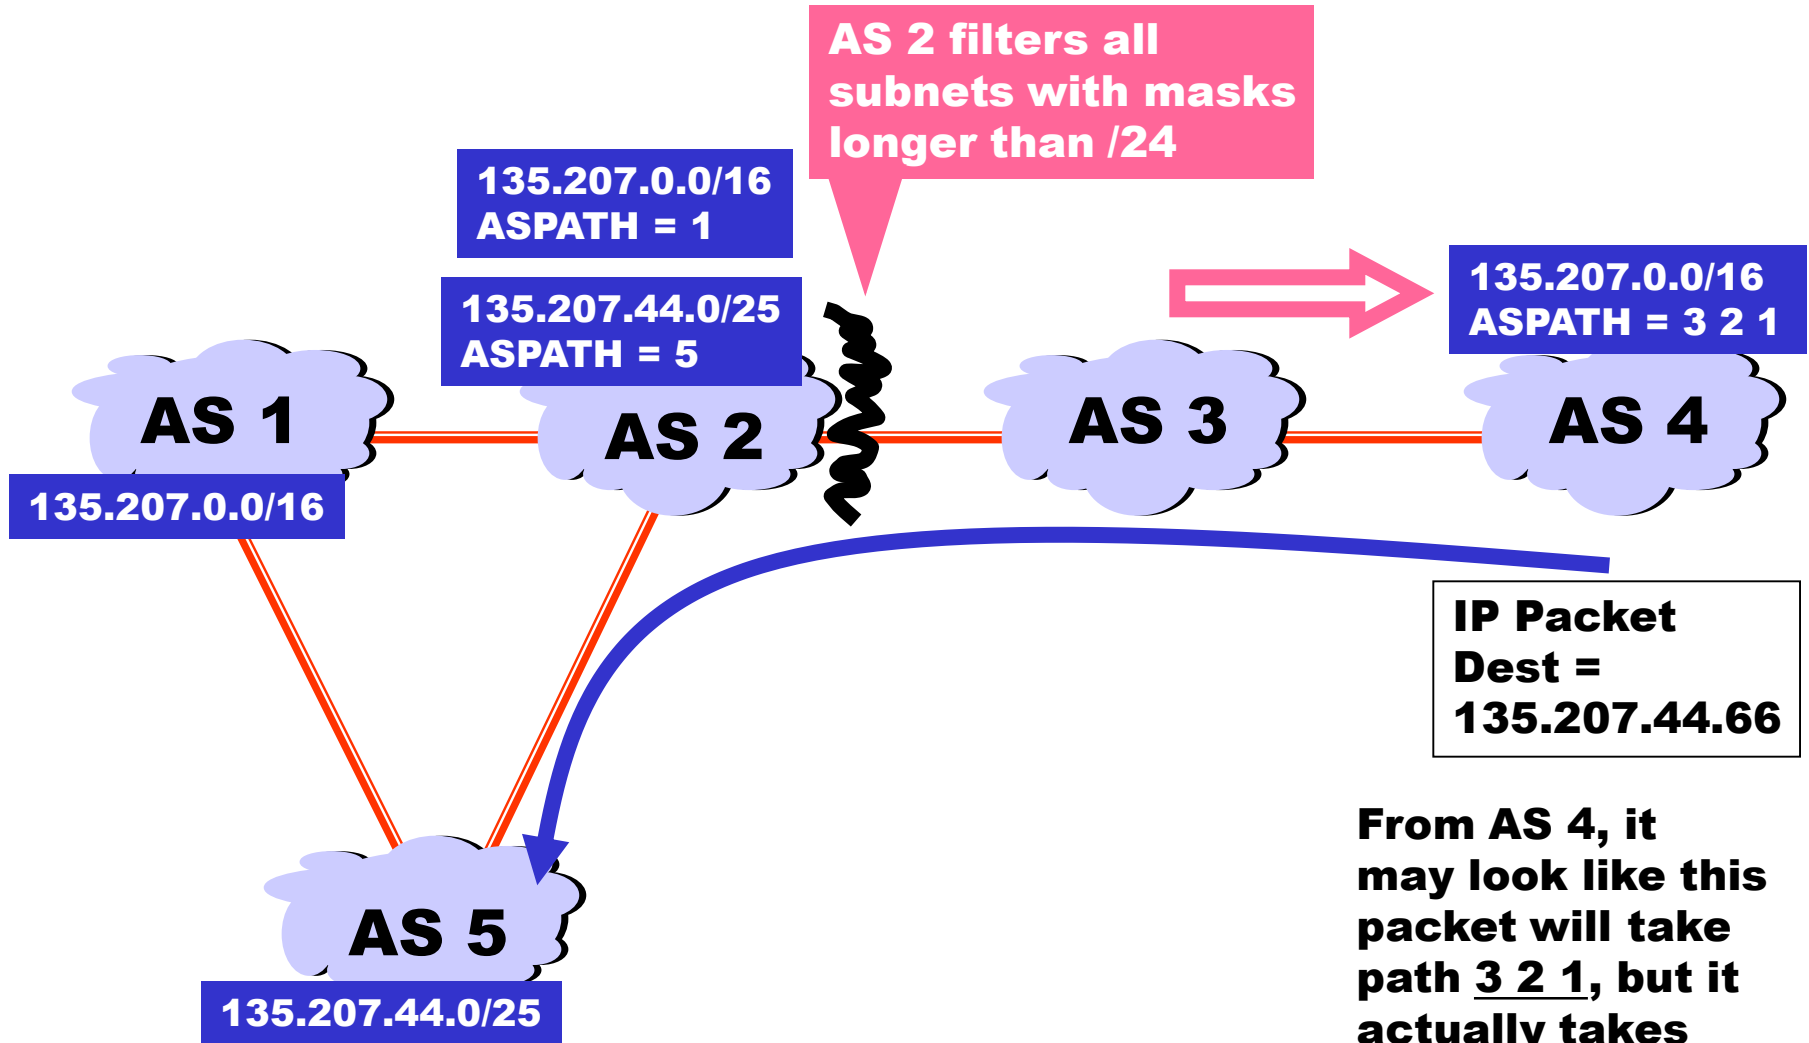 AS 2 filters all
subnets with masks
longer than /24
135.207.0.0/16
ASPATH = 1
135.207.44.0/25
ASPATH = 5
135.207.0.0/16
ASPATH = 3 2 1
AS 1
AS 2
AS 3
AS 4
135.207.0.0/16
IP Packet
Dest =
135.207.44.66
From AS 4, it
may look like this
packet will take
path 3 2 1, but it
actually takes
AS 5
135.207.44.0/25